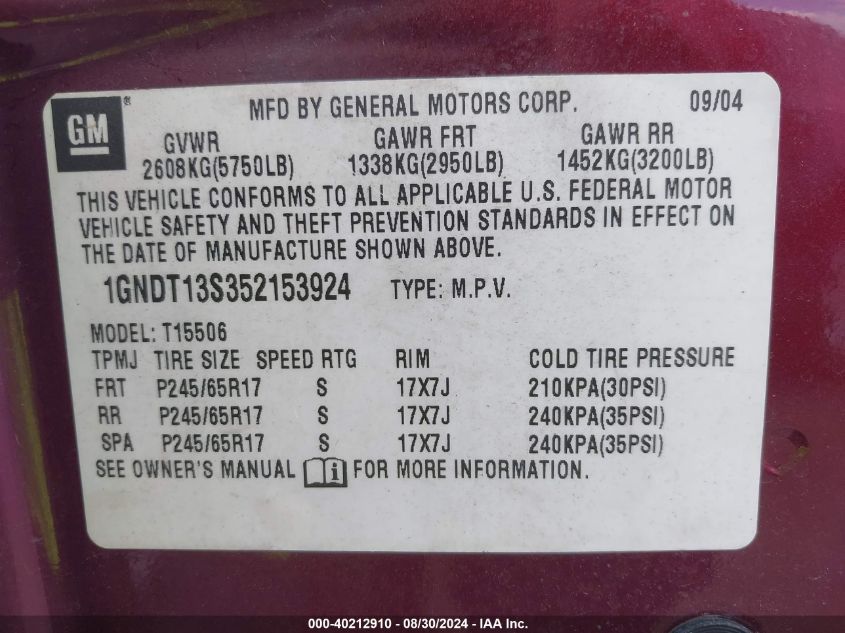 GM®
MFD BY GENERAL MOTORS CORP. 09/04
GVWR GAWR FRT GAWR RR
2608KG(5750LB) 1338KG(2950LB) 1452KG(3200LB)
THIS VEHICLE CONFORMS TO ALL APPLICABLE U.S. FEDERAL MOTOR
VEHICLE SAFETY AND THEFT PREVENTION STANDARDS IN EFFECT ON
THE DATE OF MANUFACTURE SHOWN ABOVE.
1GNDT13S352153924 TYPE: M.P.V.
MODEL: T15506
TPMJ TIRE SIZE SPEED RTG RIM COLD TIRE PRESSURE
FRT P245/65R17 S 17X7J 210KPA(30PSI)
RR P245/65R17 S 17X7J 240KPA(35PSI)
SPA P245/65R17 S 17X7J 240KPA(35PSI)
SEE OWNER'S MANUAL i FOR MORE INFORMATION.
000-40212910 - 08/30/2024 - IAA, Inc.